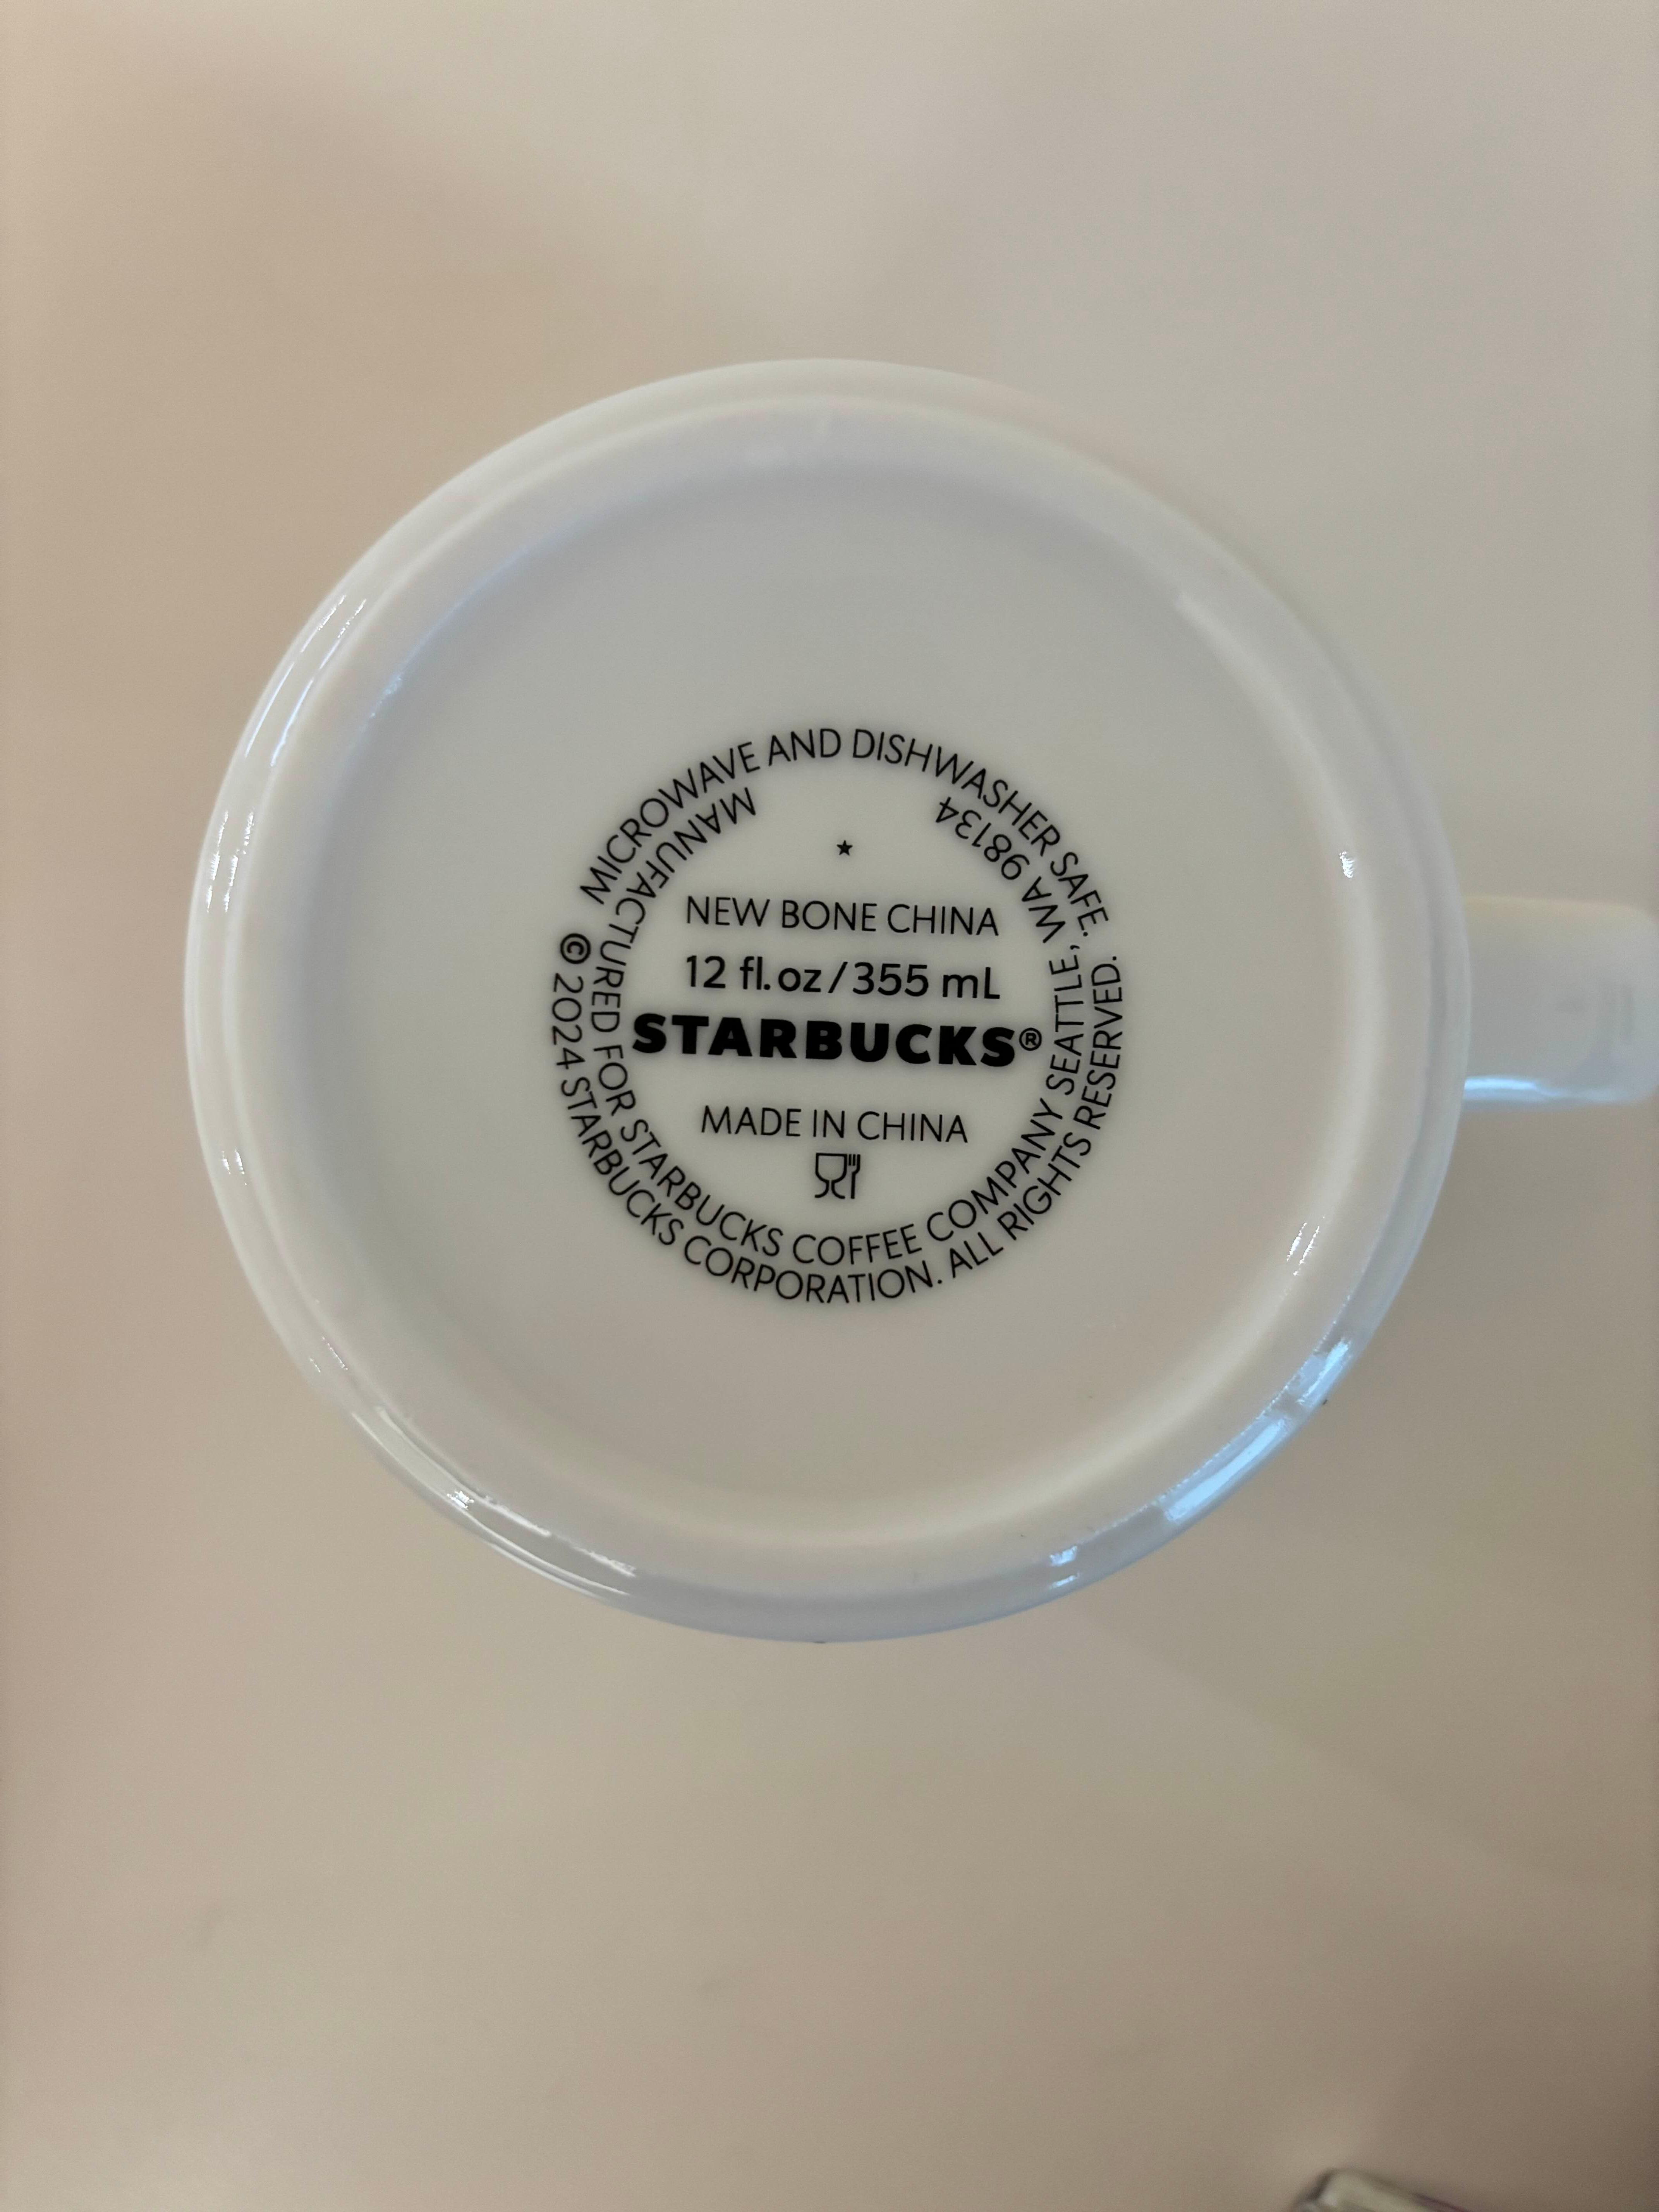 MICROWAVE AND DISHWASHER SAFE.
MANUFACTURED FOR STARBUCKS COFFEE COMPANY SEATTLE, WA 98134
NEW BONE CHINA
12 fl.oz/355 mL
STARBUCKS®
MADE IN CHINA
© 2024 STARBUCKS CORPORATION. ALL RIGHTS RESERVED.